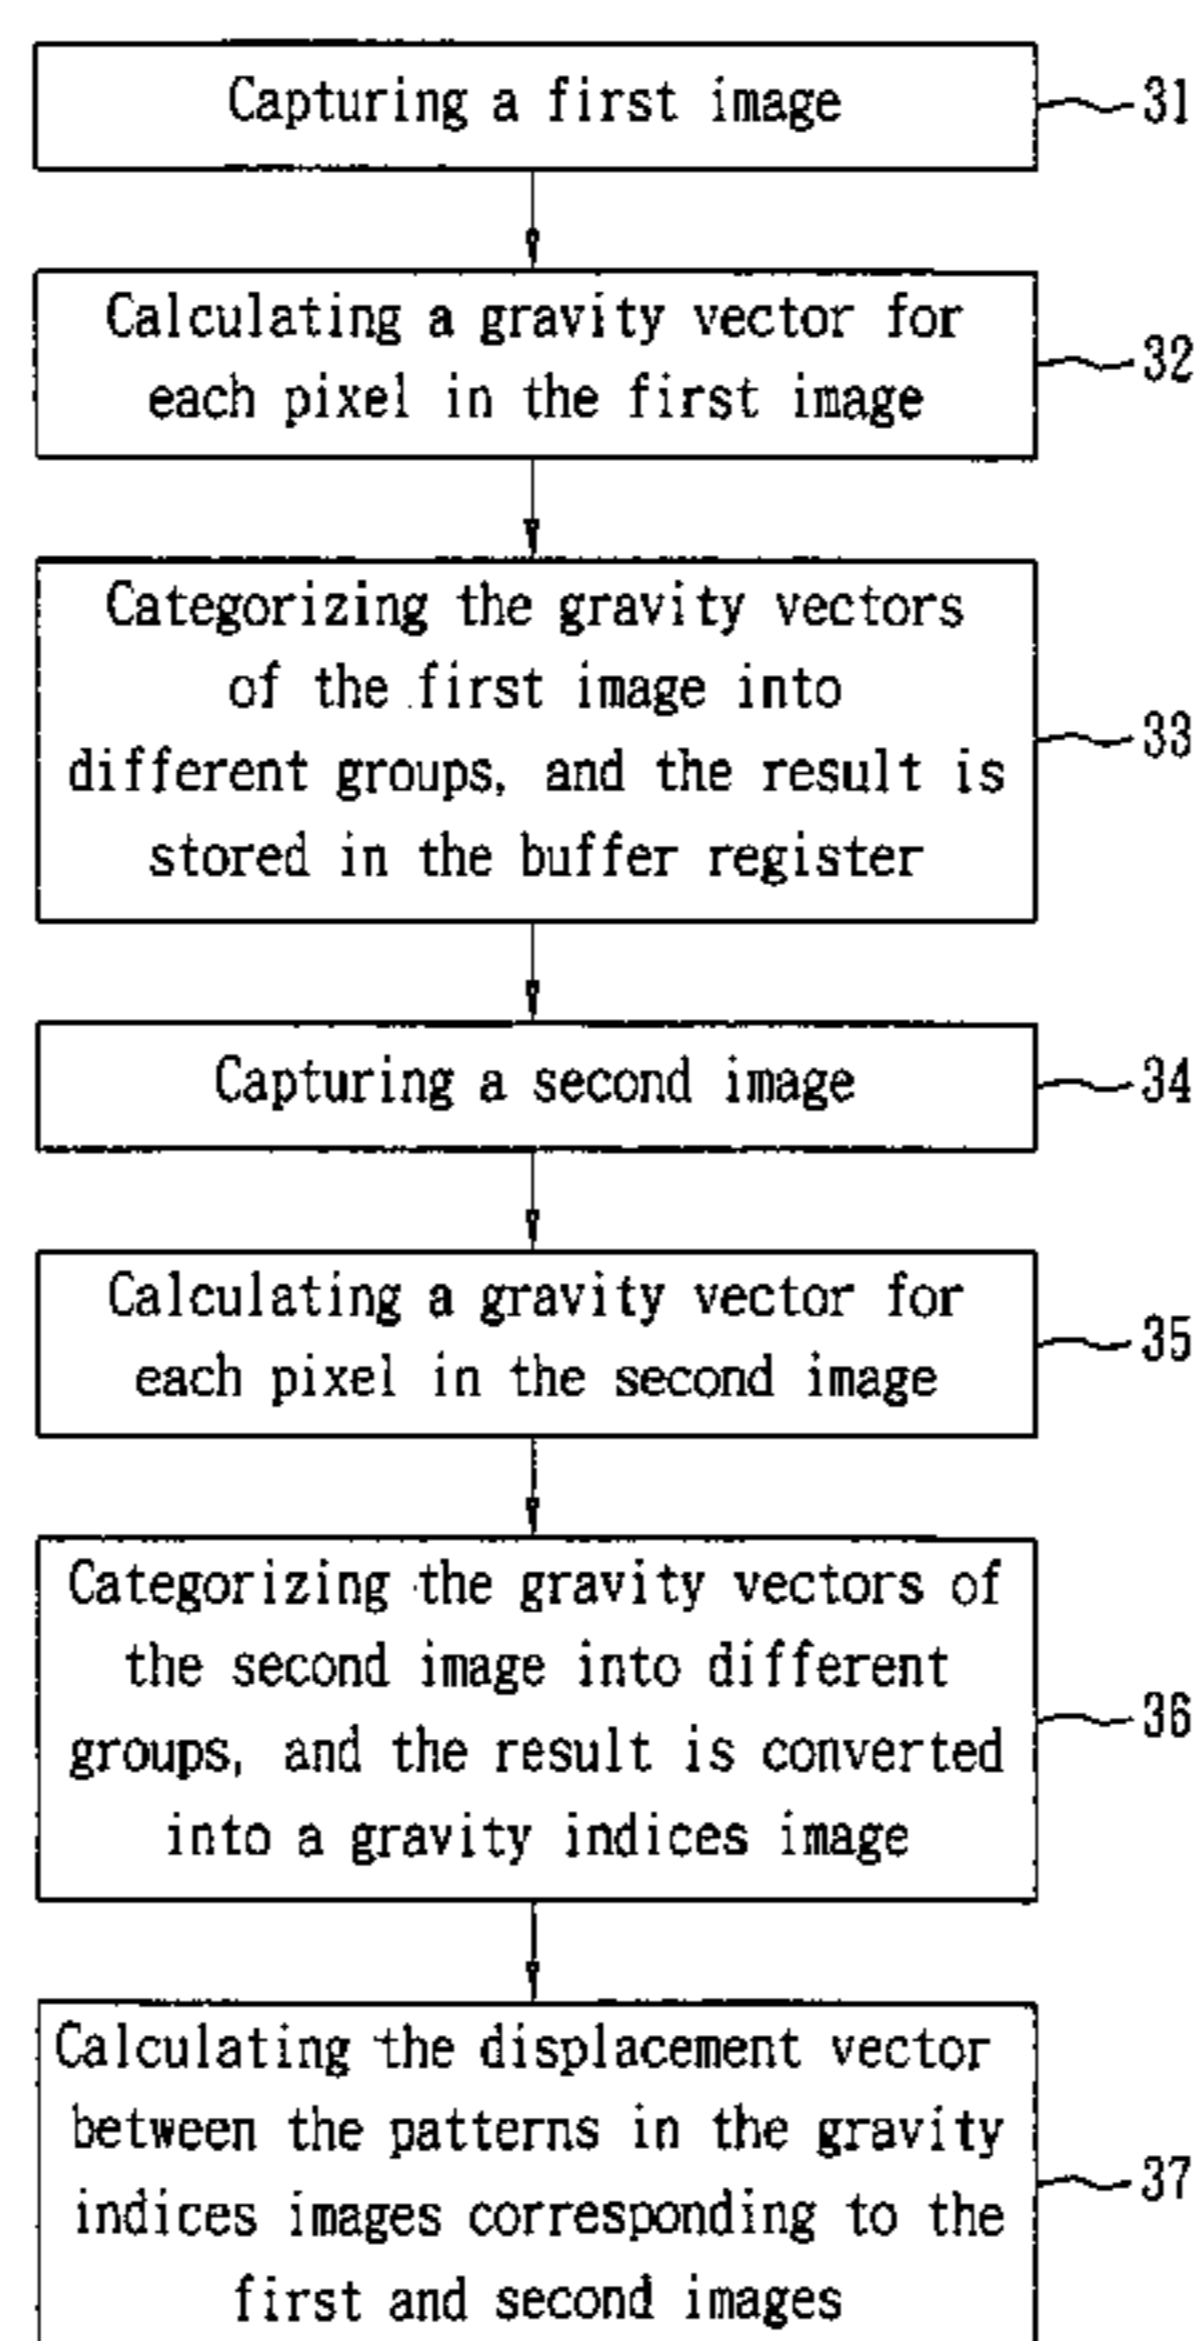 Capturing a first image
31
Calculating a gravity vector for
each pixel in the first image
32
Categorizing the gravity vectors
of the first image into
different groups, and the result is
stored in the buffer register
33
Capturing a second image
34
Calculating a gravity vector for
each pixel in the second image
35
Categorizing the gravity vectors of
the second image into different
groups, and the result is converted
into a gravity indices image
36
Calculating the displacement vector
between the patterns in the gravity
indices images corresponding to the
first and second images
37